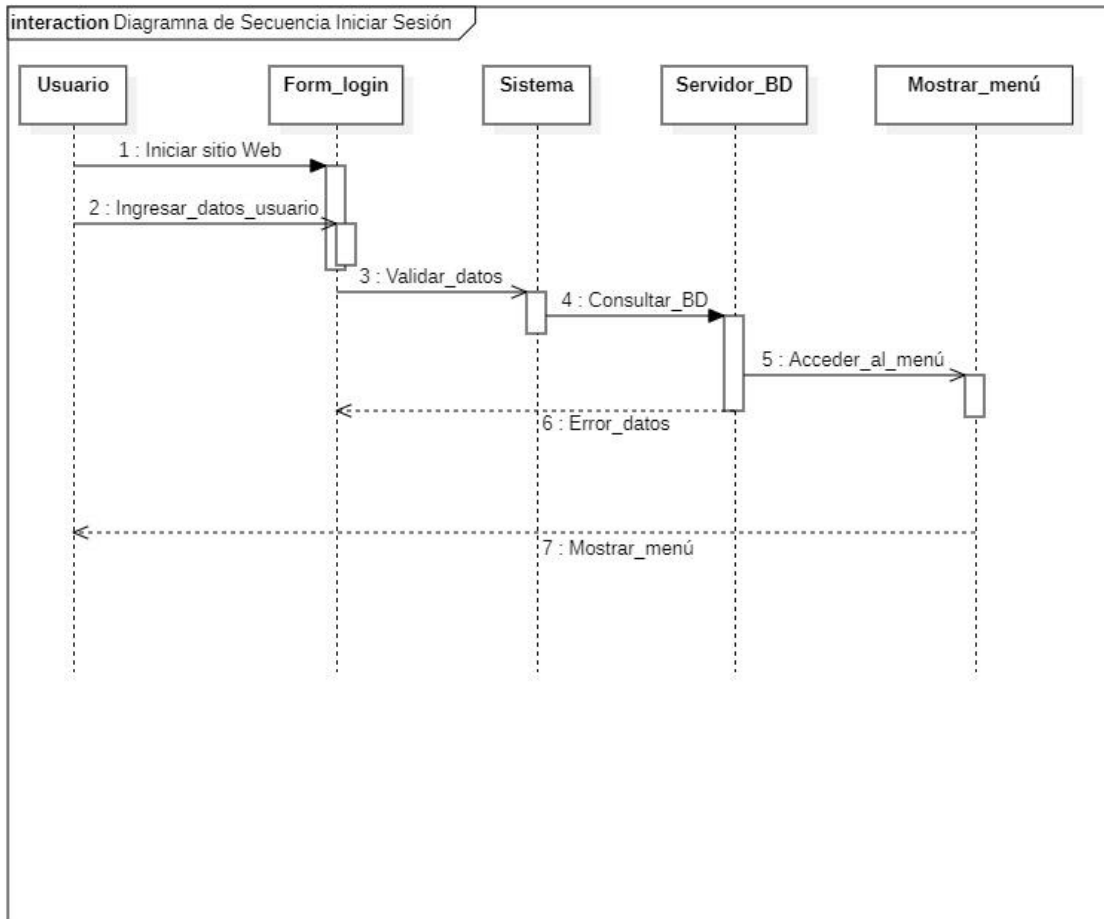 interaction Diagramna de Secuencia Iniciar Sesión
Usuario
Form_login
Sistema
Servidor_BD
Mostrar_menú
1 : Iniciar sitio Web
2 : Ingresar_datos_usuario
3 : Validar_datos
4 : Consultar_BD
5 : Acceder_al_menú
6 : Error_datos
7 : Mostrar_menú